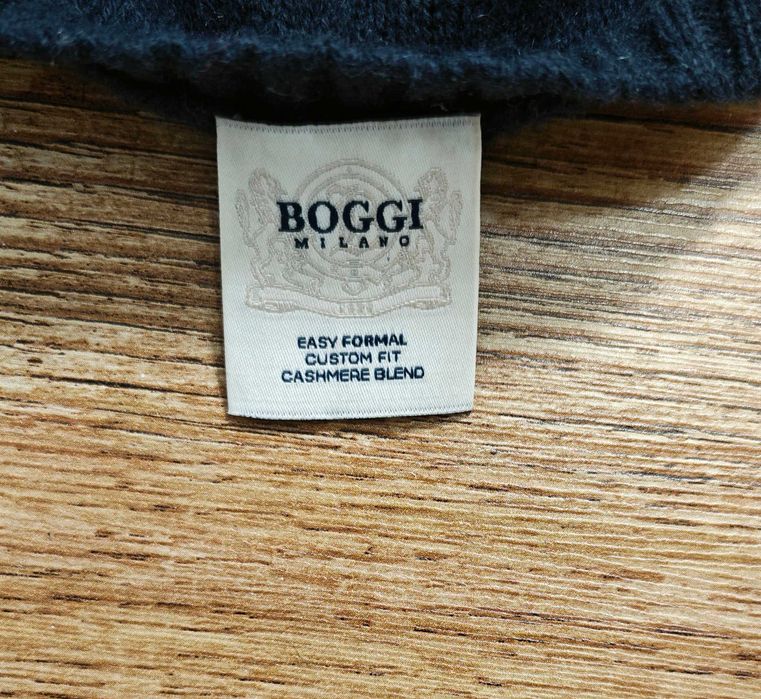 BOGGI
MILANO
EASY FORMAL
CUSTOM FIT
CASHMERE BLEND